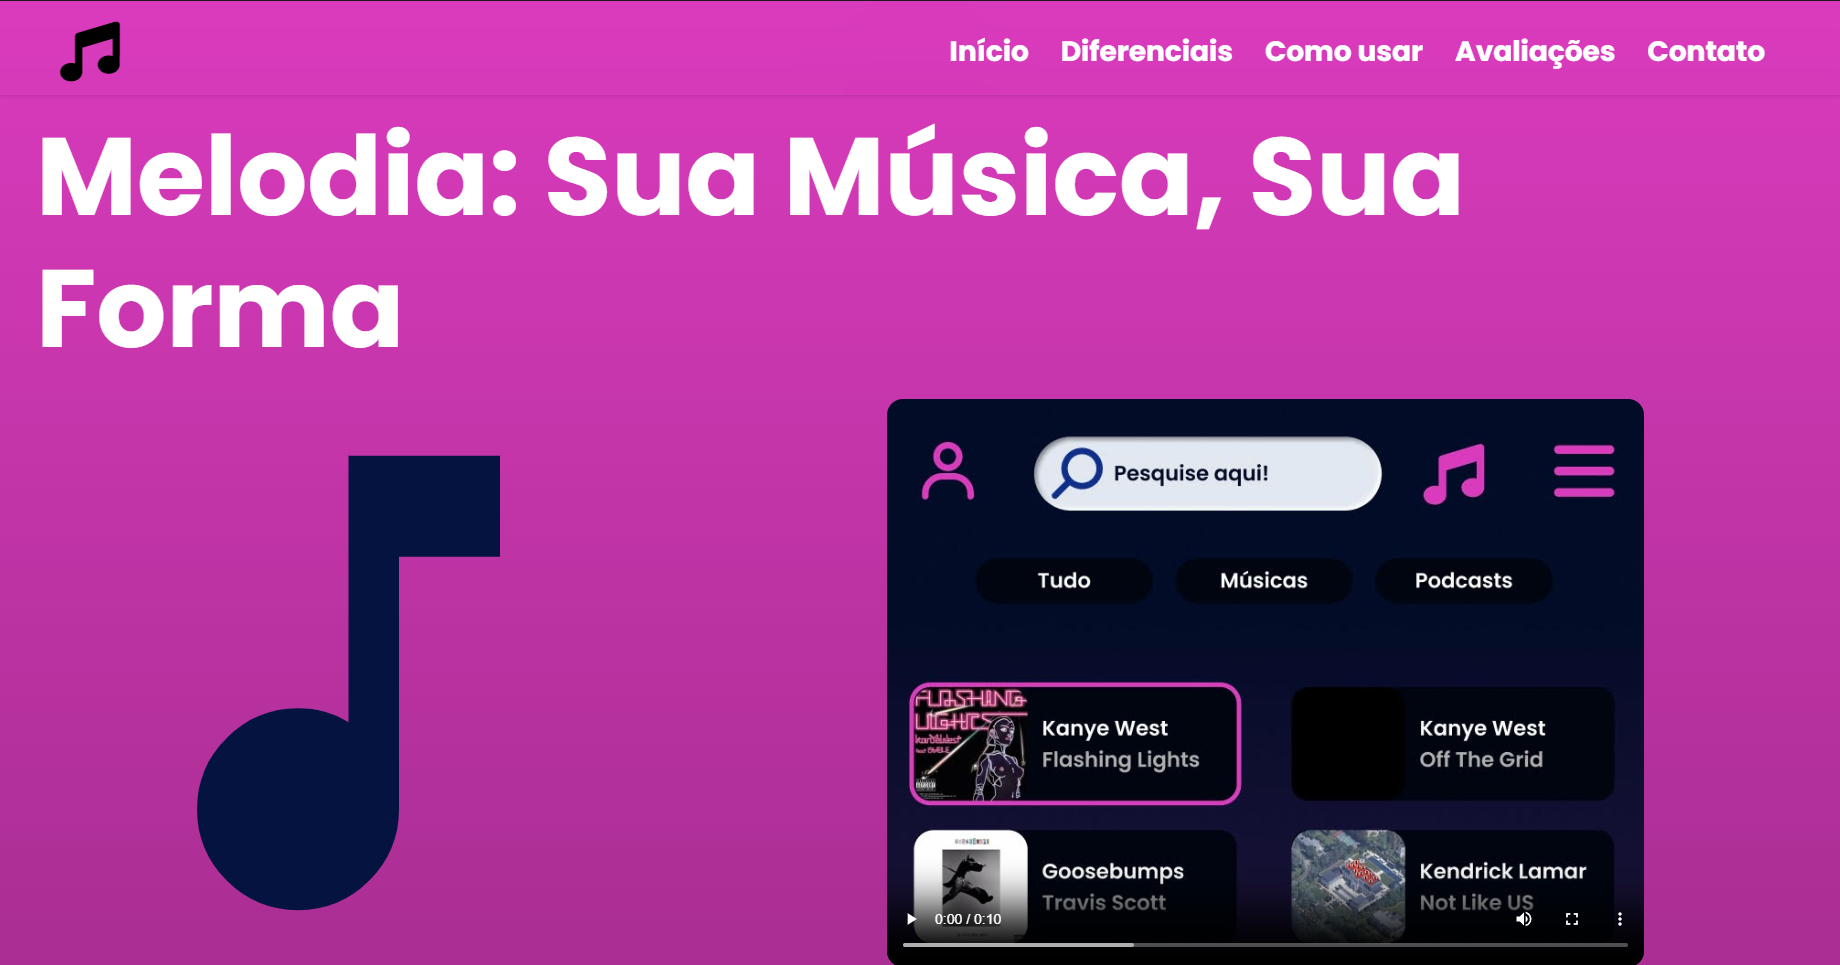 Início Diferenciais Como usar Avaliações Contato
Melodia: Sua Música, Sua
Forma
Pesquise aqui!
Tudo Músicas Podcasts
FLASHING
LIGHTS
Kanye West
Flashing Lights
Kanye West
Off The Grid
Goosebumps
Travis Scott
Kendrick Lamar
Not Like US
0:00 / 0:10